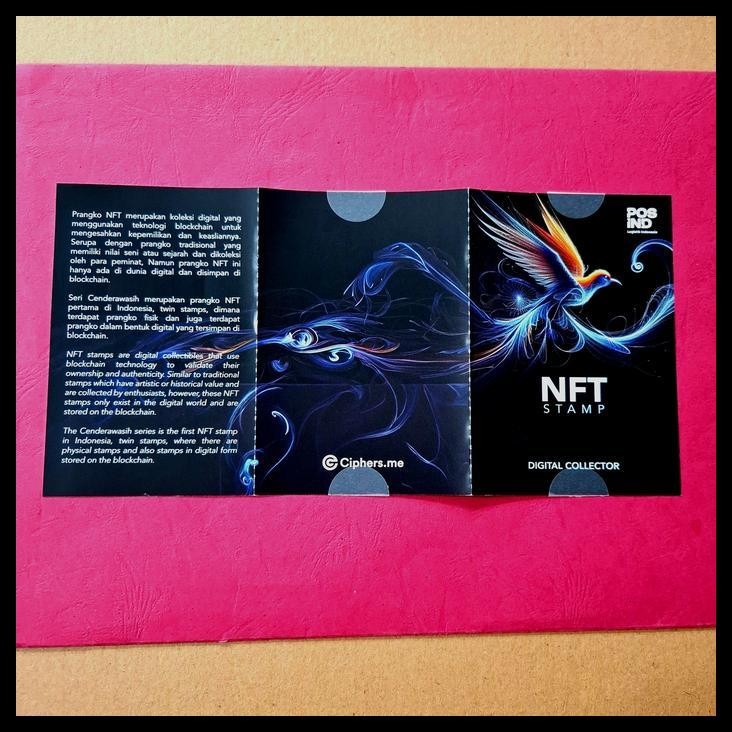 Prangko NFT merupakan koleksi digital yang
menggunakan teknologi blockchain untuk
mengesahkan kepemilikan dan keasliannya.
Serupa dengan prangko tradisional yang
memiliki nilai seni atau sejarah dan dikoleksi
oleh para peminat, Namun prangko NFT ini
hanya ada di dunia digital dan disimpan di
blockchain.
Seri Cenderawasih merupakan prangko NFT
pertama di Indonesia, twin stamps, dimana
terdapat prangko fisik dan juga terdapat
prangko dalam bentuk digital yang tersimpan di
blockchain.
NFT stamps are digital collectibles that use
blockchain technology to validate their
ownership and authenticity. Similar to traditional
stamps which have artistic or historical value and
are collected by enthusiasts, however, these NFT
stamps only exist in the digital world and are
stored on the blockchain.
The Cenderawasih series is the first NFT stamp
in Indonesia, twin stamps, where there are
physical stamps and also stamps in digital form
stored on the blockchain.
Ciphers.me
POS
IND
Logistik Indonesia
NFT
STAMP
DIGITAL COLLECTOR